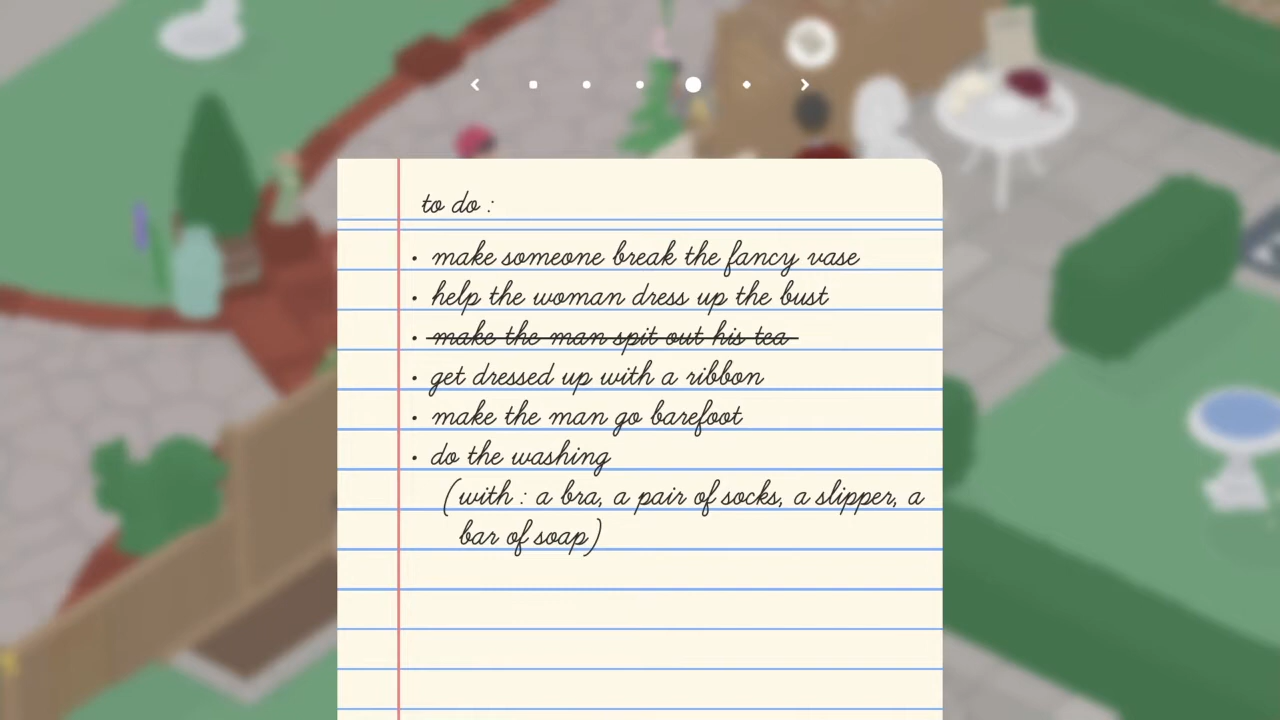 to do :
• make someone break the fancy vase
• help the woman dress up the bust
• make the man spit out his tea
• get dressed up with a ribbon
• make the man go barefoot
• do the washing
(with : a bra, a pair of socks, a slipper, a
bar of soap)